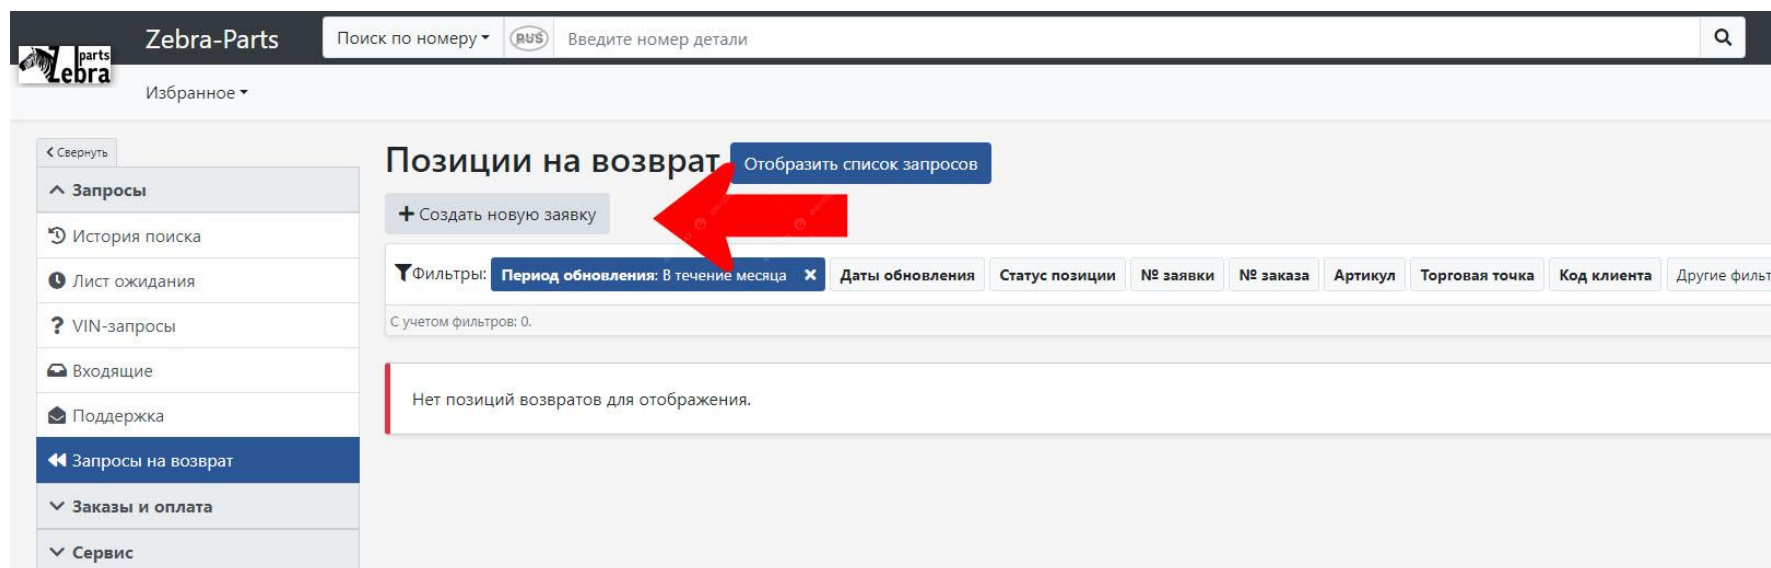 Zebra-Parts
Поиск по номеру
RUS
Введите номер детали
parts
Zebra
Избранное
Свернуть
Запросы
История поиска
Лист ожидания
? VIN-запросы
Входящие
Поддержка
Запросы на возврат
Заказы и оплата
Сервис
Позиции на возврат
Отобразить список запросов
+ Создать новую заявку
Фильтры: Период обновления: В течение месяца × Даты обновления Статус позиции № заявки № заказа Артикул Торговая точка Код клиента Другие фильт
С учетом фильтров: 0.
Нет позиций возвратов для отображения.